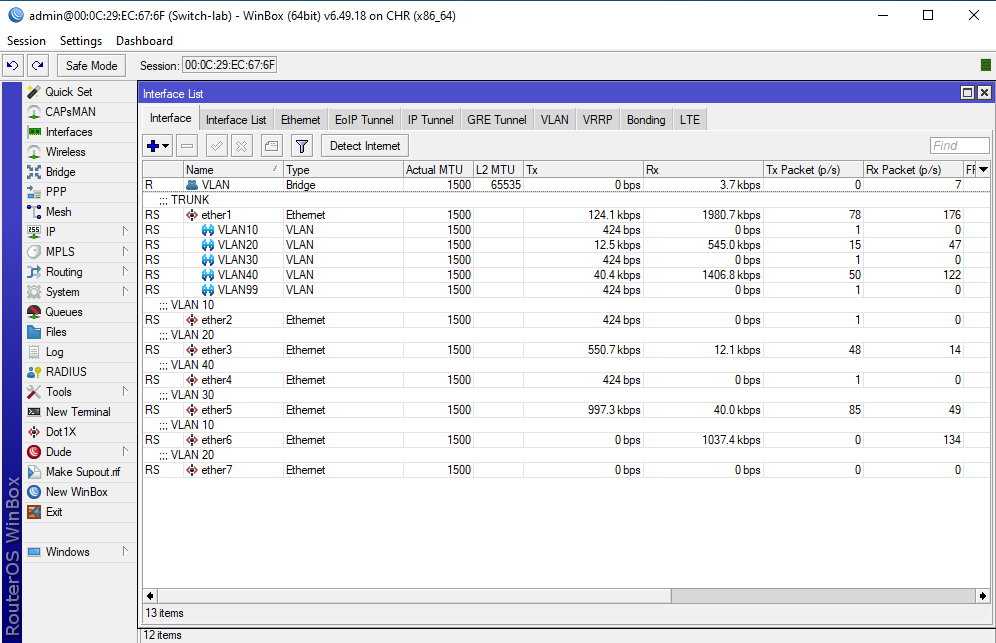 admin@00:0C:29:EC:67:6F (Switch-lab) - WinBox (64bit) v6.49.18 on CHR (x86_64)
Session Settings Dashboard
Safe Mode Session: 00:0C:29:EC:67:6F
Quick Set
CAPsMAN
Interfaces
Wireless
Bridge
PPP
Mesh
IP
MPLS
Routing
System
Queues
Files
Log
RADIUS
Tools
New Terminal
Dot1X
Dude
Make Supout.rif
New WinBox
Exit
Windows
RouterOS WinBox
Interface List
Interface Interface List Ethernet EoIP Tunnel IP Tunnel GRE Tunnel VLAN VRRP Bonding LTE
Detect Internet Find
Name Type Actual MTU L2 MTU Tx Rx Tx Packet (p/s) Rx Packet (p/s) FF
R VLAN Bridge 1500 65535 0 bps 3.7 kbps 0 7
;;; TRUNK
RS ether1 Ethernet 1500 124.1 kbps 1980.7 kbps 78 176
RS VLAN10 VLAN 1500 424 bps 0 bps 1 0
RS VLAN20 VLAN 1500 12.5 kbps 545.0 kbps 15 47
RS VLAN30 VLAN 1500 424 bps 0 bps 1 0
RS VLAN40 VLAN 1500 40.4 kbps 1406.8 kbps 50 122
RS VLAN99 VLAN 1500 424 bps 0 bps 1 0
;;; VLAN 10
RS ether2 Ethernet 1500 424 bps 0 bps 1 0
;;; VLAN 20
RS ether3 Ethernet 1500 550.7 kbps 12.1 kbps 48 14
;;; VLAN 40
RS ether4 Ethernet 1500 424 bps 0 bps 1 0
;;; VLAN 30
RS ether5 Ethernet 1500 997.3 kbps 40.0 kbps 85 49
;;; VLAN 10
RS ether6 Ethernet 1500 0 bps 1037.4 kbps 0 134
;;; VLAN 20
RS ether7 Ethernet 1500 0 bps 0 bps 0 0
13 items
12 items